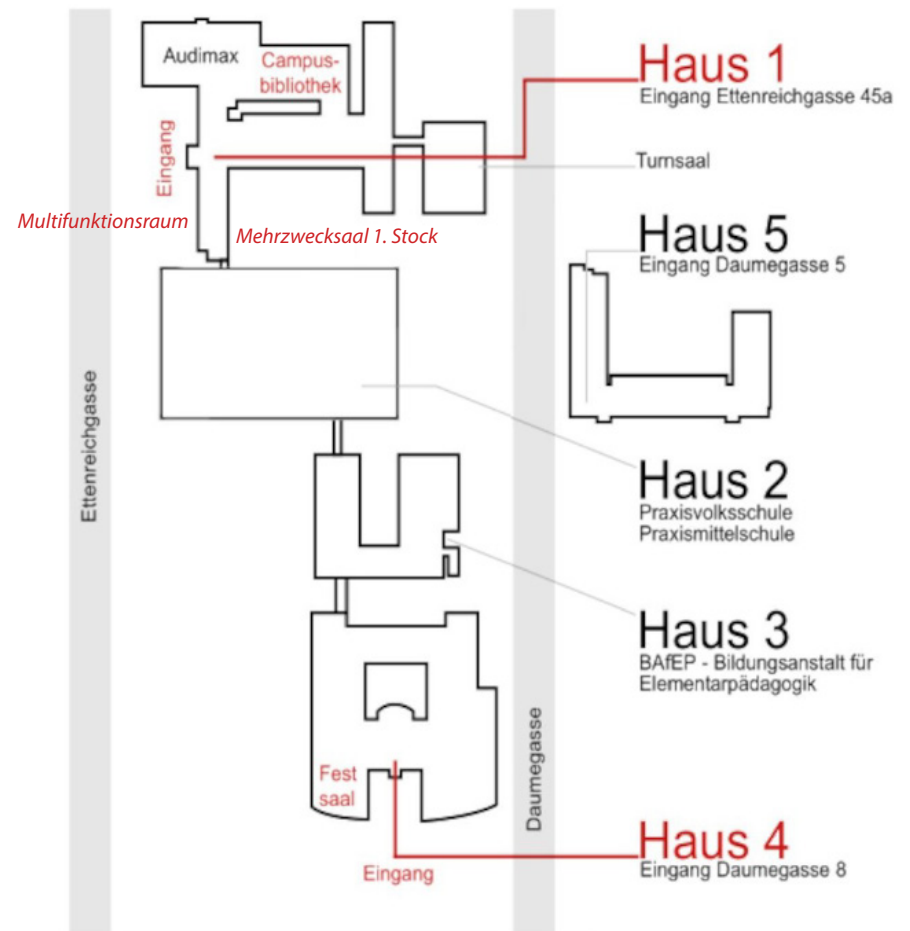 Audimax
Campus-
bibliothek
Eingang
Multifunktionsraum
Mehrzwecksaal 1. Stock
Haus 1
Eingang Ettenreichgasse 45a
Turnsaal
Haus 5
Eingang Daumegasse 5
Ettenreichgasse
Haus 2
Praxisvolksschule
Praxismittelschule
Haus 3
BAfEP - Bildungsanstalt für
Elementarpädagogik
Daumegasse
Fest
saal
Eingang
Haus 4
Eingang Daumegasse 8